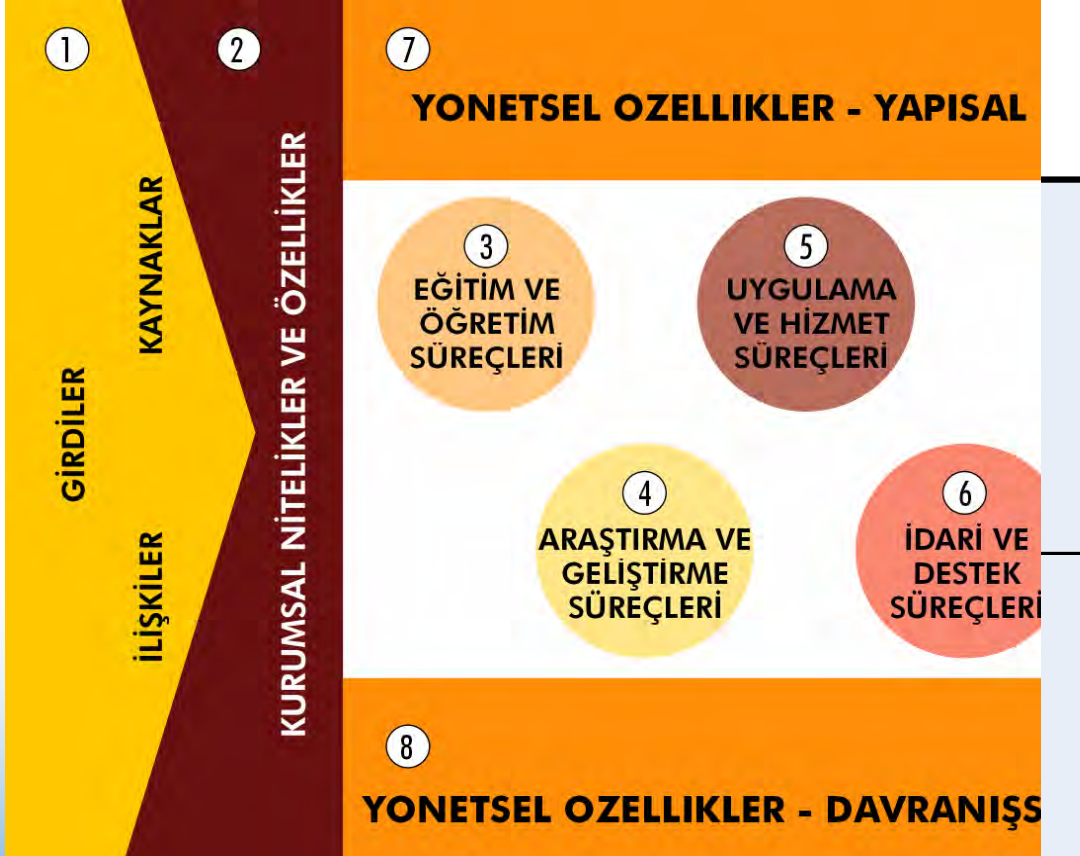 1
GİRDİLER
KAYNAKLAR
İLİŞKİLER
2
KURUMSAL NİTELİKLER VE ÖZELLİKLER
7
YONETSEL OZELLIKLER - YAPISAL
3
EĞİTİM VE
ÖĞRETİM
SÜREÇLERİ
5
UYGULAMA
VE HİZMET
SÜREÇLERİ
4
ARAŞTIRMA VE
GELİŞTİRME
SÜREÇLERİ
6
İDARİ VE
DESTEK
SÜREÇLERİ
8
YONETSEL OZELLIKLER - DAVRANIŞS